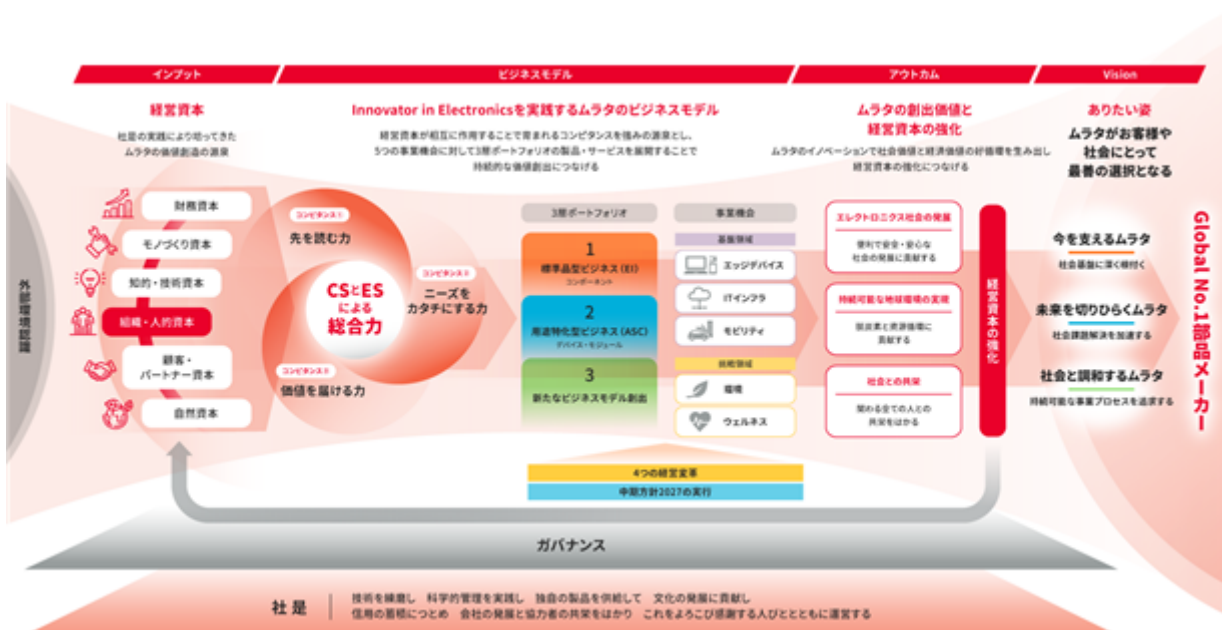 インプット
ビジネスモデル
アウトカム
Vision
経営資本
社是の実践により培ってきた
ムラタの価値創造の源泉
Innovator in Electronicsを実践するムラタのビジネスモデル
経営資本が相互に作用することで育まれるコンピタンスを強みの源泉とし、
5つの事業機会に対して3層ポートフォリオの製品・サービスを展開することで
持続的な価値創出につなげる
ムラタの創出価値と
経営資本の強化
ムラタのイノベーションで社会価値と経済価値の好循環を生み出し
経営資本の強化につなげる
ありたい姿
ムラタがお客様や
社会にとって
最善の選択となる
外部環境認識
財務資本
モノづくり資本
知的・技術資本
組織・人的資本
顧客・
パートナー資本
自然資本
コンピタンス①
先を読む力
コンピタンス②
ニーズを
カタチにする力
コンピタンス③
価値を届ける力
CSとES
による
総合力
3層ポートフォリオ
1
標準品型ビジネス(EI)
コンポーネント
2
用途特化型ビジネス(ASC)
デバイス・モジュール
3
新たなビジネスモデル創出
事業機会
基盤領域
エッジデバイス
ITインフラ
モビリティ
挑戦領域
環境
ウェルネス
4つの経営変革
中期方針2027の実行
エレクトロニクス社会の発展
便利で安全・安心な
社会の発展に貢献する
持続可能な地球環境の実現
脱炭素と資源循環に
貢献する
社会との共栄
関わる全ての人との
共栄をはかる
経営資本の強化
今を支えるムラタ
社会基盤に深く根付く
未来を切りひらくムラタ
社会課題解決を加速する
社会と調和するムラタ
持続可能な事業プロセスを追求する
Global No.1部品メーカー
ガバナンス
社是
技術を練磨し 科学的管理を実践し 独自の製品を供給して 文化の発展に貢献し
信用の蓄積につとめ 会社の発展と協力者の共栄をはかり これをよろこび感謝する人びととともに運営する